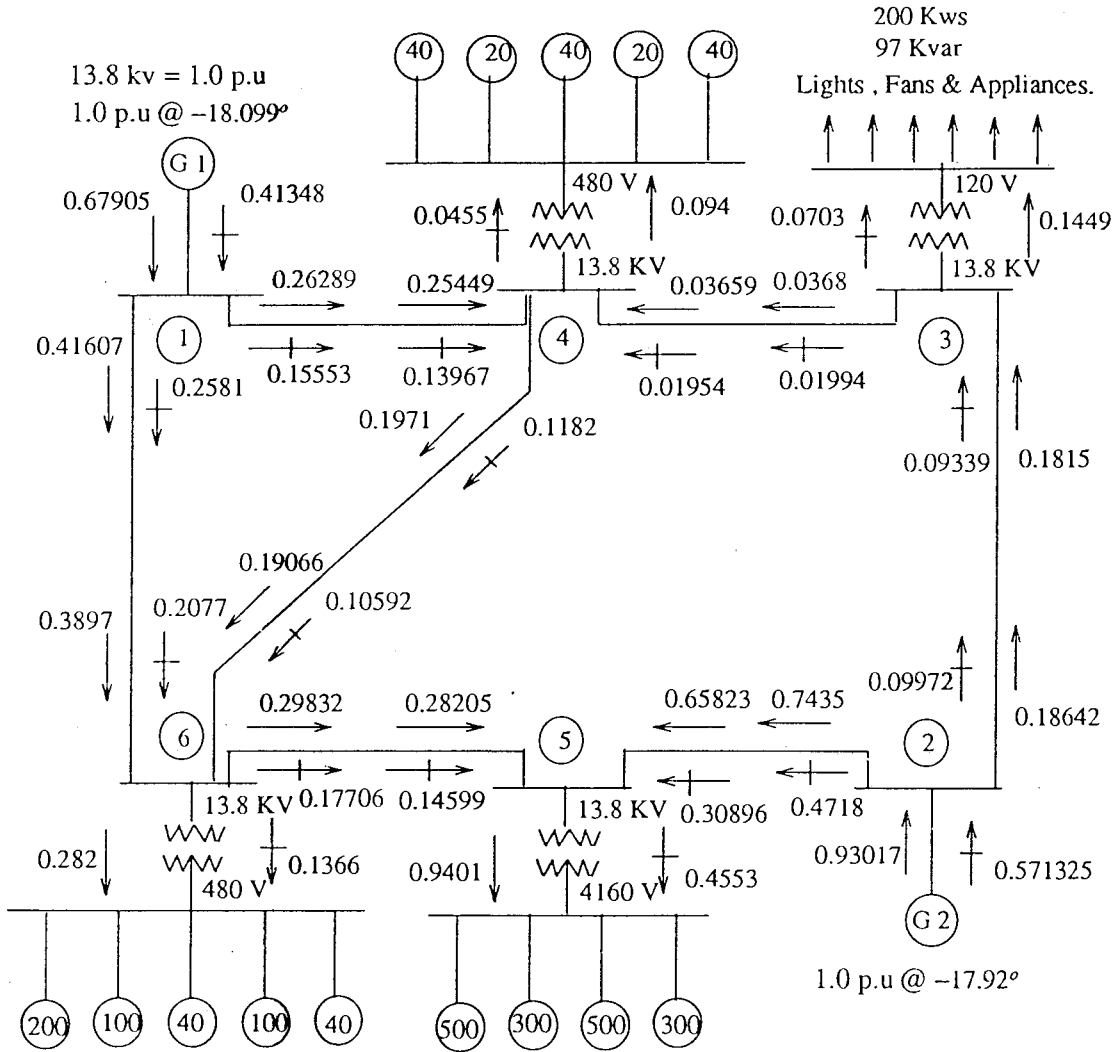 200 Kws
97 Kvar
Lights , Fans & Appliances.
13.8 kv = 1.0 p.u
1.0 p.u @ −18.099º
40 20 40 20 40
G 1
480 V
120 V
0.67905 0.41348
0.0455 0.094
0.0703 0.1449
13.8 KV
13.8 KV
0.26289 0.25449
0.03659 0.0368
1
4
3
0.41607
0.2581
0.15553 0.13967
0.01954 0.01994
0.1971
0.1182
0.09339 0.1815
0.19066
0.10592
0.3897 0.2077
0.09972 0.18642
0.29832 0.28205
0.65823 0.7435
6
5
2
0.17706 0.14599
0.30896 0.4718
13.8 KV
13.8 KV
0.282 0.1366
0.9401 0.4553
0.93017 0.571325
480 V
4160 V
G 2
1.0 p.u @ −17.92º
200 100 40 100 40
500 300 500 300